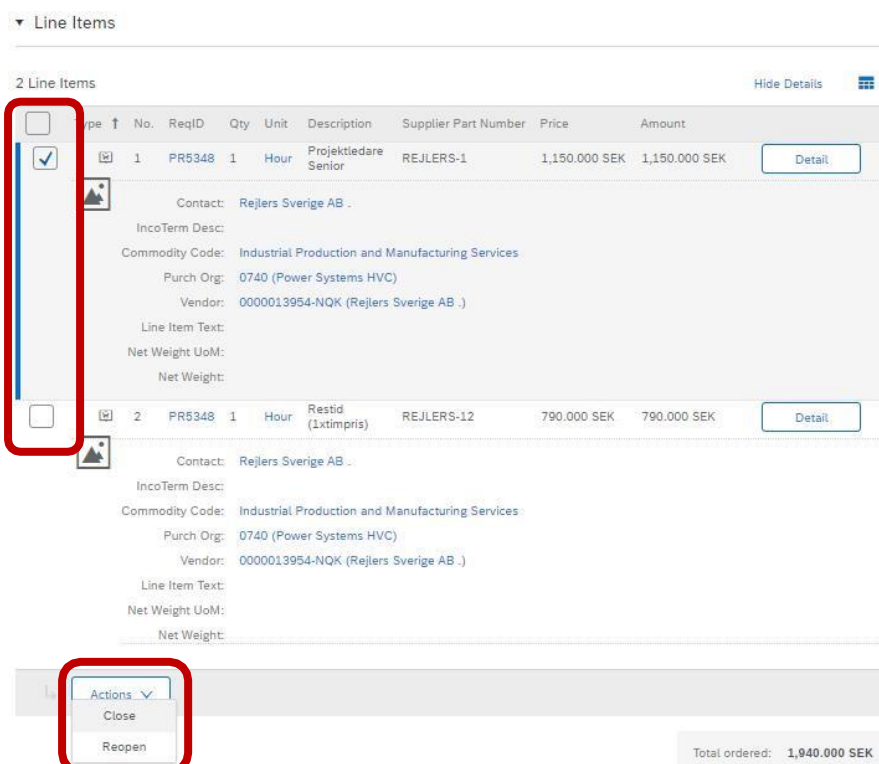 Line Items
2 Line Items Hide Details
Type ↑ No. ReqID Qty Unit Description Supplier Part Number Price Amount
1 PR5348 1 Hour Projektledare Senior REJLERS-1 1,150.000 SEK 1,150.000 SEK Detail
Contact: Rejlers Sverige AB .
IncoTerm Desc:
Commodity Code: Industrial Production and Manufacturing Services
Purch Org: 0740 (Power Systems HVC)
Vendor: 0000013954-NQK (Rejlers Sverige AB .)
Line Item Text:
Net Weight UoM:
Net Weight:
2 PR5348 1 Hour Restid (1xtimpris) REJLERS-12 790.000 SEK 790.000 SEK Detail
Contact: Rejlers Sverige AB .
IncoTerm Desc:
Commodity Code: Industrial Production and Manufacturing Services
Purch Org: 0740 (Power Systems HVC)
Vendor: 0000013954-NQK (Rejlers Sverige AB .)
Line Item Text:
Net Weight UoM:
Net Weight:
Actions
Close
Reopen
Total ordered: 1,940.000 SEK